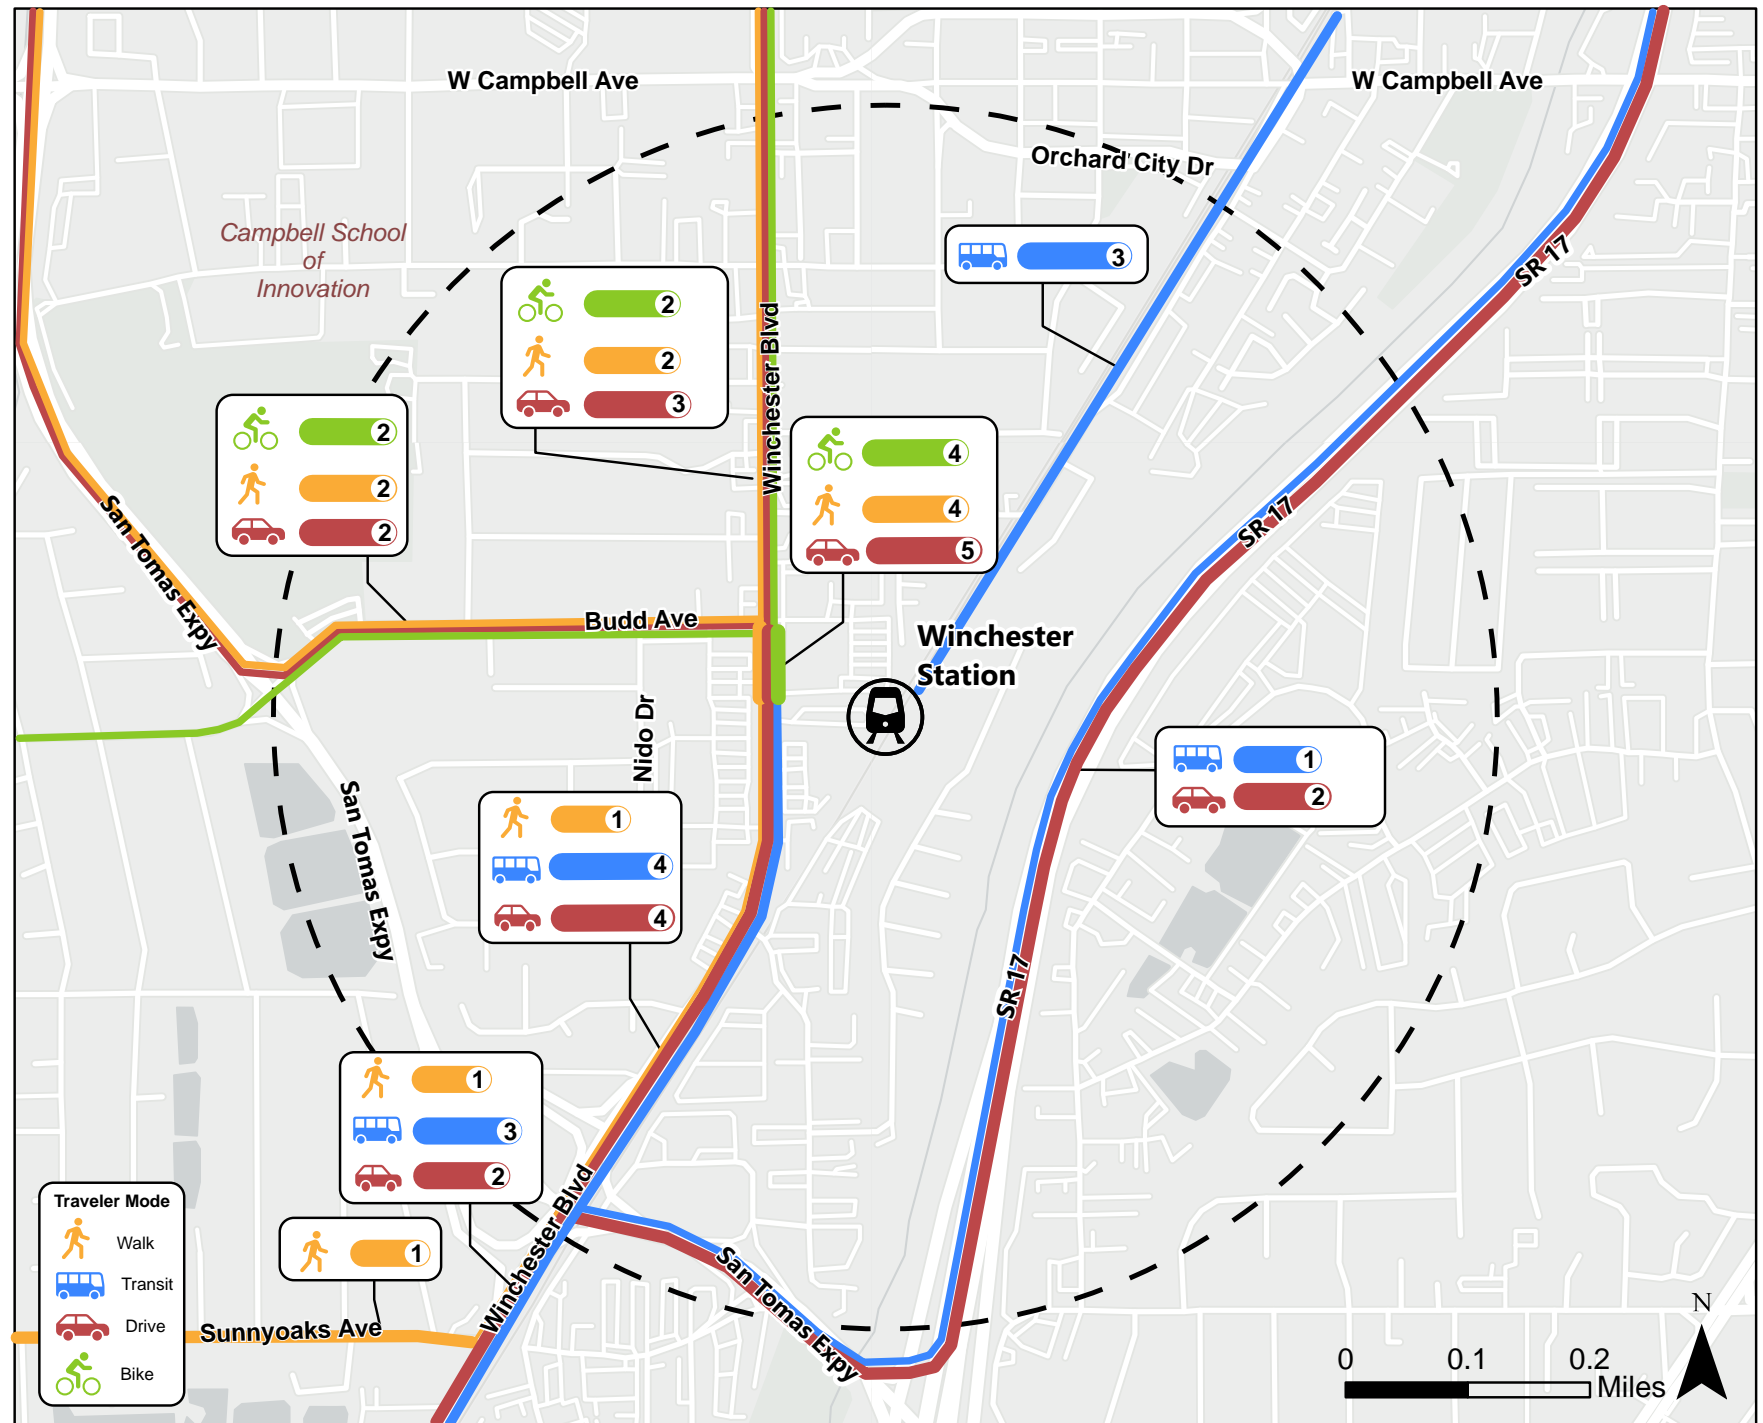 W Campbell Ave
W Campbell Ave
Orchard City Dr
Campbell School
of
Innovation
3
SR 17
2
2
3
Winchester Blvd
2
2
2
4
4
5
San Tomas Expy
SR 17
Budd Ave
Winchester
Station
Nido Dr
1
2
San Tomas Expy
1
4
4
SR 17
1
3
2
Winchester Blvd
Traveler Mode
Walk
Transit
Drive
Bike
1
Sunnyoaks Ave
San Tomas Expy
N
0 0.1 0.2
Miles